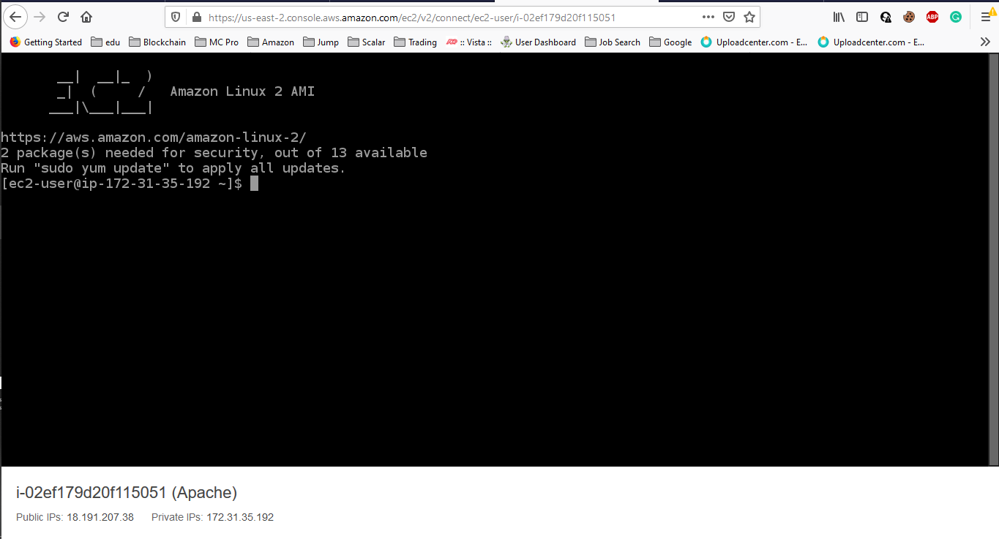 https://us-east-2.console.aws.amazon.com/ec2/v2/connect/ec2-user/i-02ef179d20f115051
ABP
Getting Started edu Blockchain MC Pro Amazon Jump Scalar Trading :: Vista :: User Dashboard Job Search Google Uploadcenter.com - E... Uploadcenter.com - E...
__|  __|_  )
_|  (     /   Amazon Linux 2 AMI
___|\___|___|
https://aws.amazon.com/amazon-linux-2/
2 package(s) needed for security, out of 13 available
Run "sudo yum update" to apply all updates.
[ec2-user@ip-172-31-35-192 ~]$
i-02ef179d20f115051 (Apache)
Public IPs: 18.191.207.38 Private IPs: 172.31.35.192